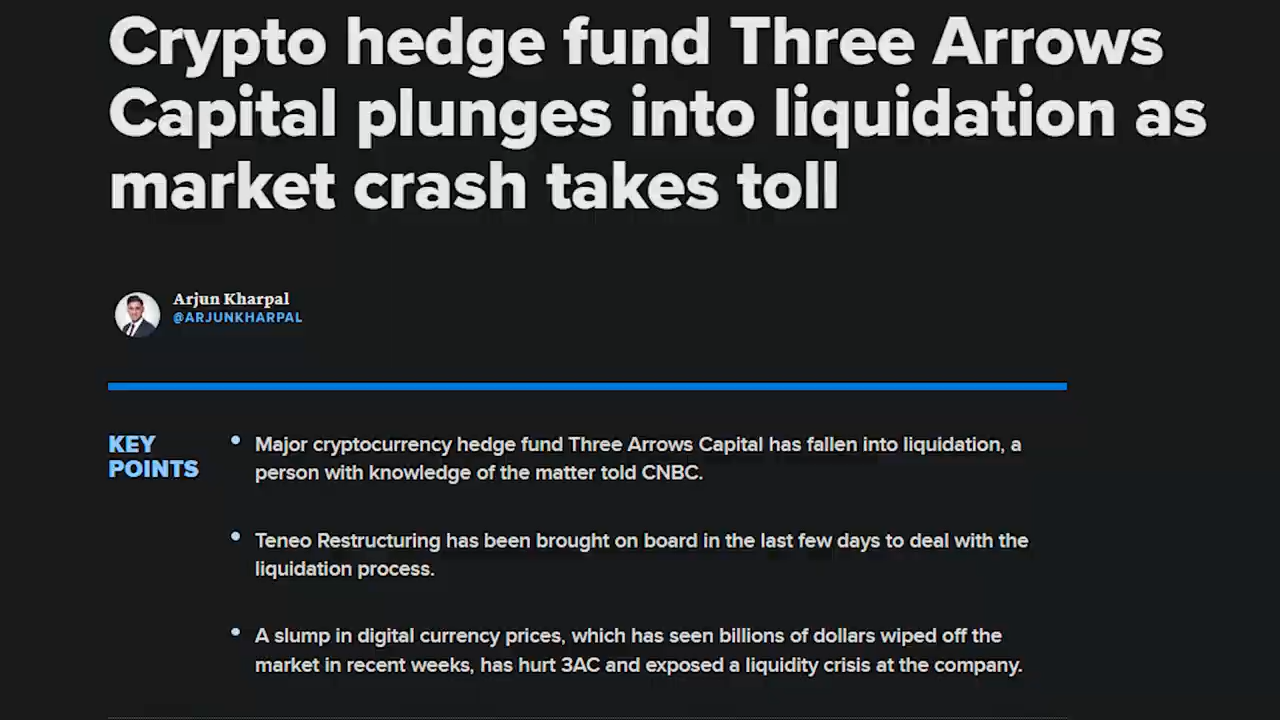 Crypto hedge fund Three Arrows
Capital plunges into liquidation as
market crash takes toll
Arjun Kharpal
@ARJUNKHARPAL
KEY
POINTS
• Major cryptocurrency hedge fund Three Arrows Capital has fallen into liquidation, a
person with knowledge of the matter told CNBC.
• Teneo Restructuring has been brought on board in the last few days to deal with the
liquidation process.
• A slump in digital currency prices, which has seen billions of dollars wiped off the
market in recent weeks, has hurt 3AC and exposed a liquidity crisis at the company.